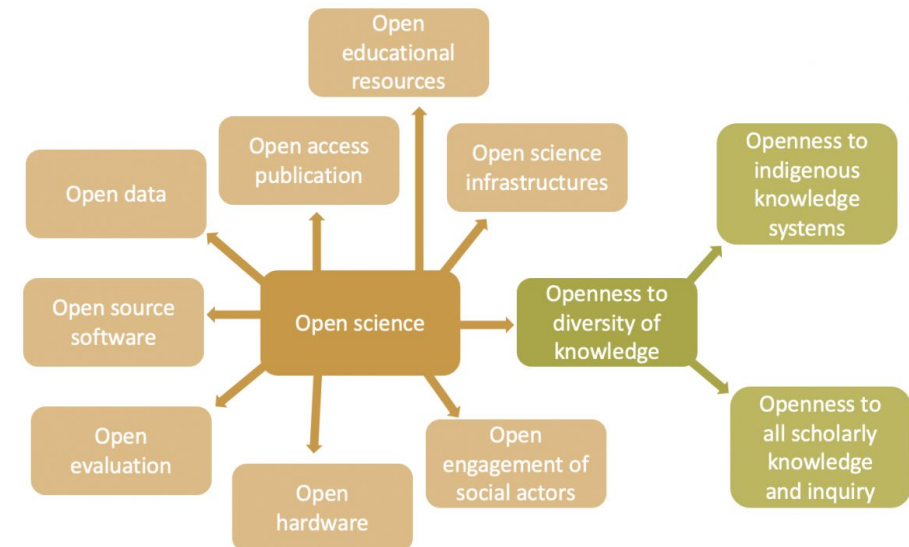 Open
educational
resources
Open access
publication
Open science
infrastructures
Openness to
indigenous
knowledge
systems
Open data
Open source
software
Open science
Openness to
diversity of
knowledge
Open
evaluation
Open
hardware
Open
engagement of
social actors
Openness to
all scholarly
knowledge
and inquiry